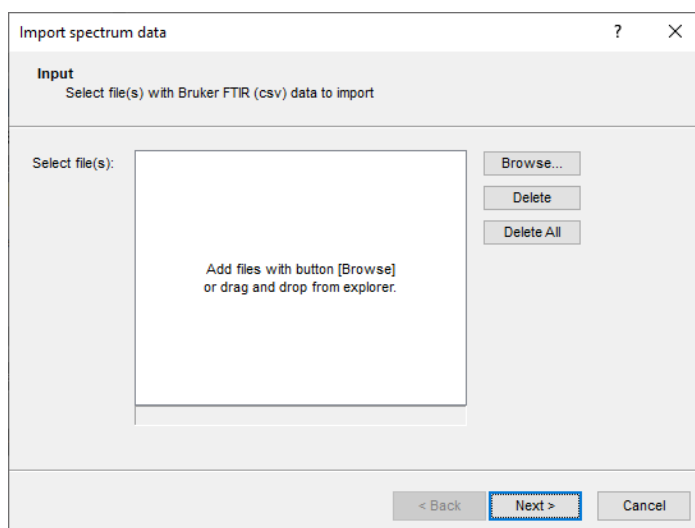 Import spectrum data
?
Input
Select file(s) with Bruker FTIR (csv) data to import
Select file(s):
Browse...
Delete
Delete All
Add files with button [Browse]
or drag and drop from explorer.
< Back
Next >
Cancel